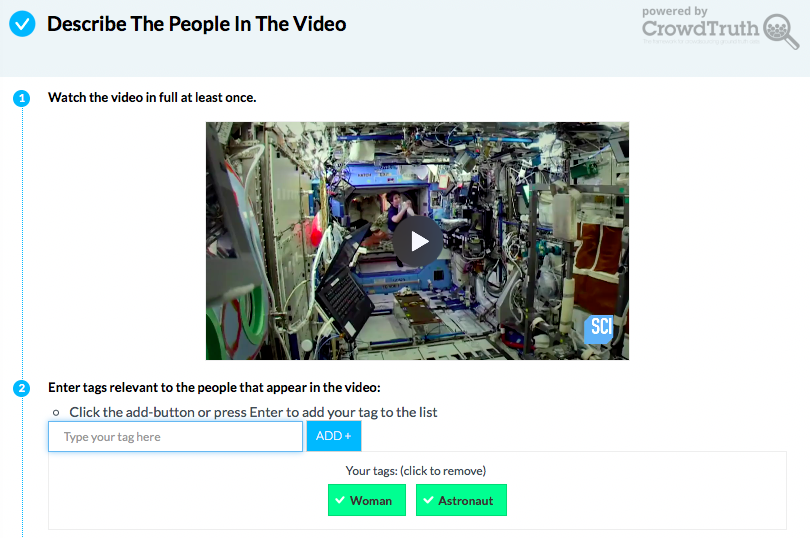 Describe The People In The Video
powered by
CrowdTruth
1
Watch the video in full at least once.
SCI
2
Enter tags relevant to the people that appear in the video:
Click the add-button or press Enter to add your tag to the list
Type your tag here
ADD +
Your tags: (click to remove)
Woman
Astronaut